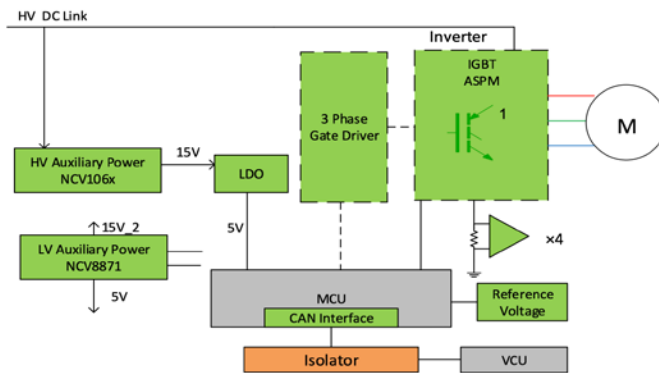 HV DC Link
Inverter
IGBT
ASPM
1
3 Phase
Gate Driver
M
HV Auxiliary Power
NCV106x
15V
LDO
15V_2
5V
LV Auxiliary Power
NCV8871
5V
×4
MCU
CAN Interface
Reference
Voltage
Isolator
VCU